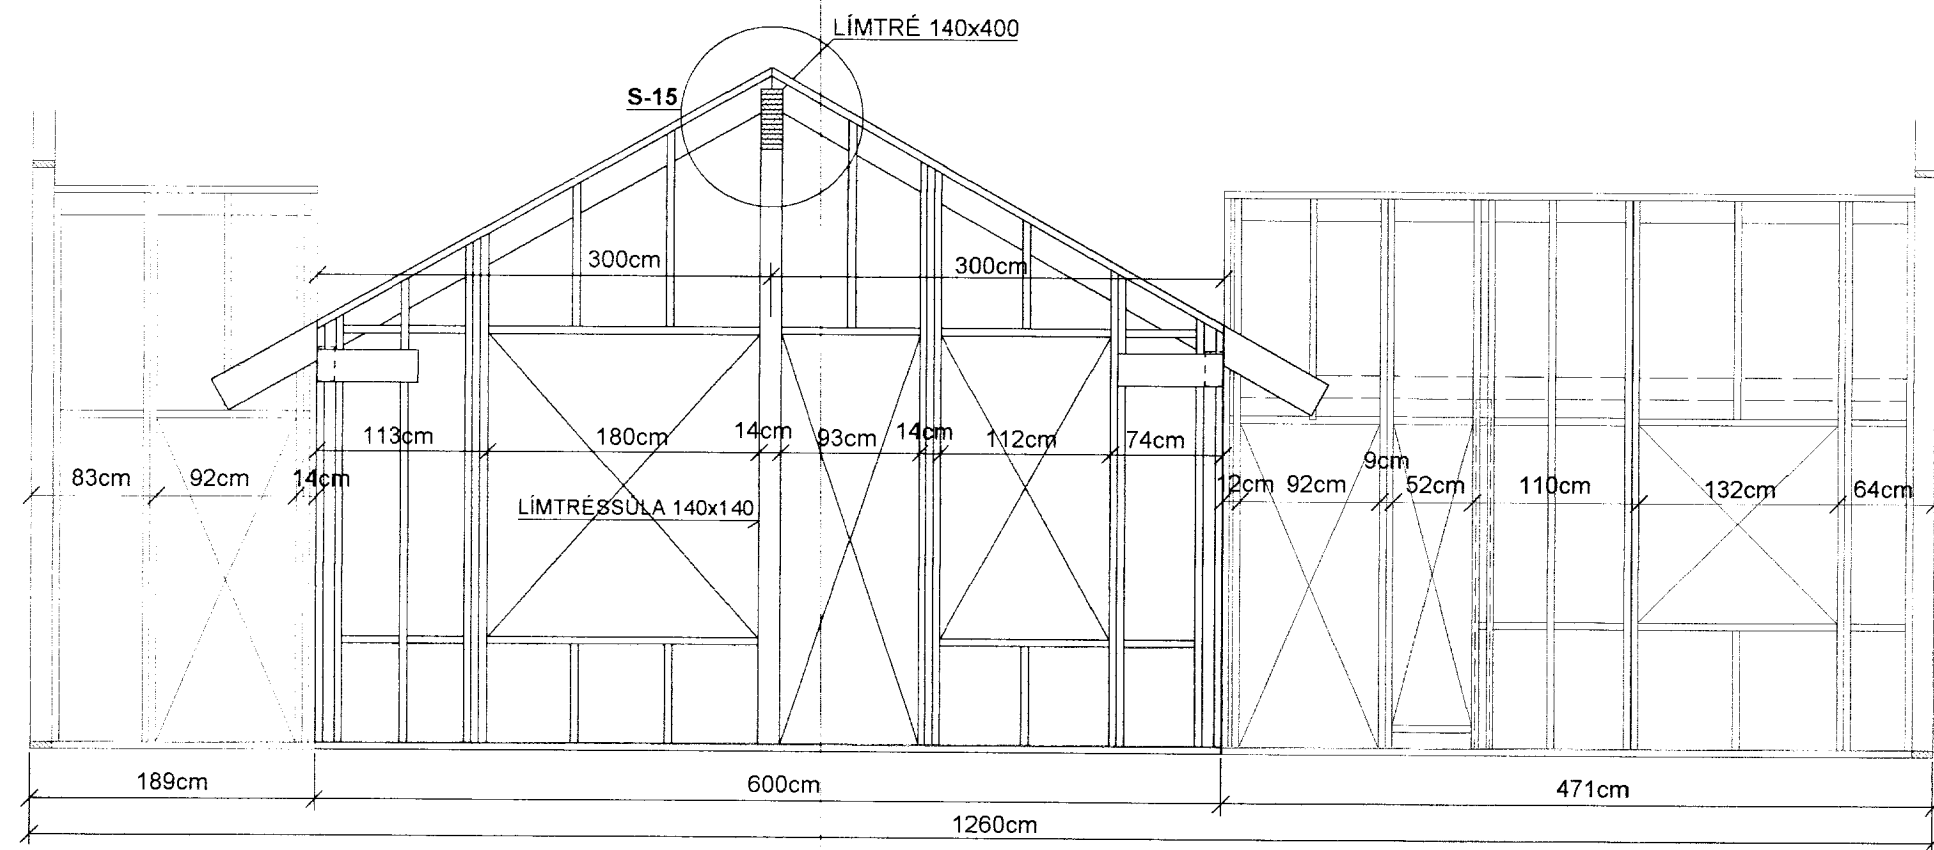 LÍMTRÉ 140x400
S-15
300cm
300cm
113cm
180cm
14cm
93cm
14cm
112cm
74cm
83cm
92cm
14cm
LÍMTRÉSSÚLA 140x140
12cm
92cm
9cm
52cm
110cm
132cm
64cm
189cm
600cm
471cm
1260cm